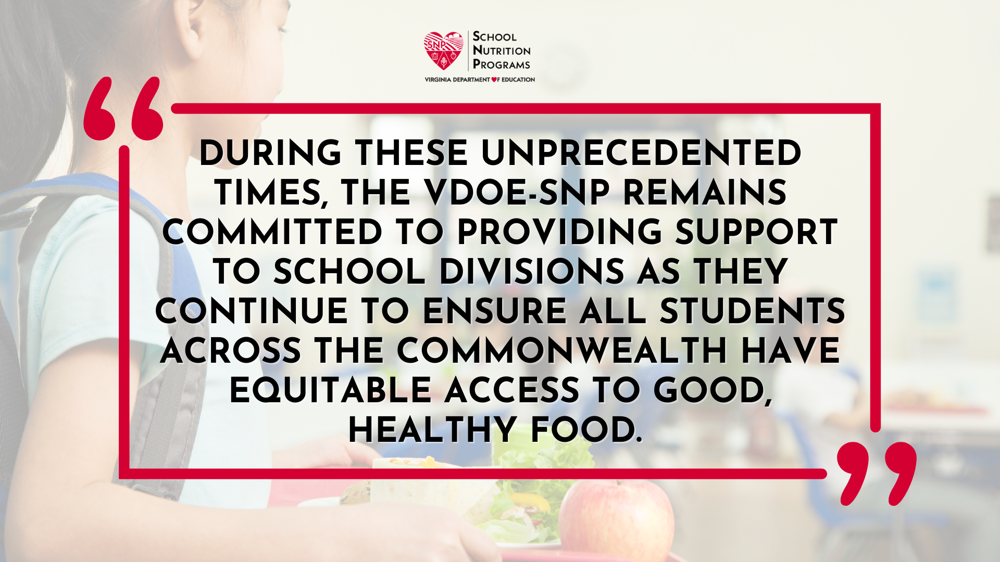 SNP
SCHOOL
NUTRITION
PROGRAMS
VIRGINIA DEPARTMENT ♥F EDUCATION
“
DURING THESE UNPRECEDENTED
TIMES, THE VDOE-SNP REMAINS
COMMITTED TO PROVIDING SUPPORT
TO SCHOOL DIVISIONS AS THEY
CONTINUE TO ENSURE ALL STUDENTS
ACROSS THE COMMONWEALTH HAVE
EQUITABLE ACCESS TO GOOD,
HEALTHY FOOD.
”